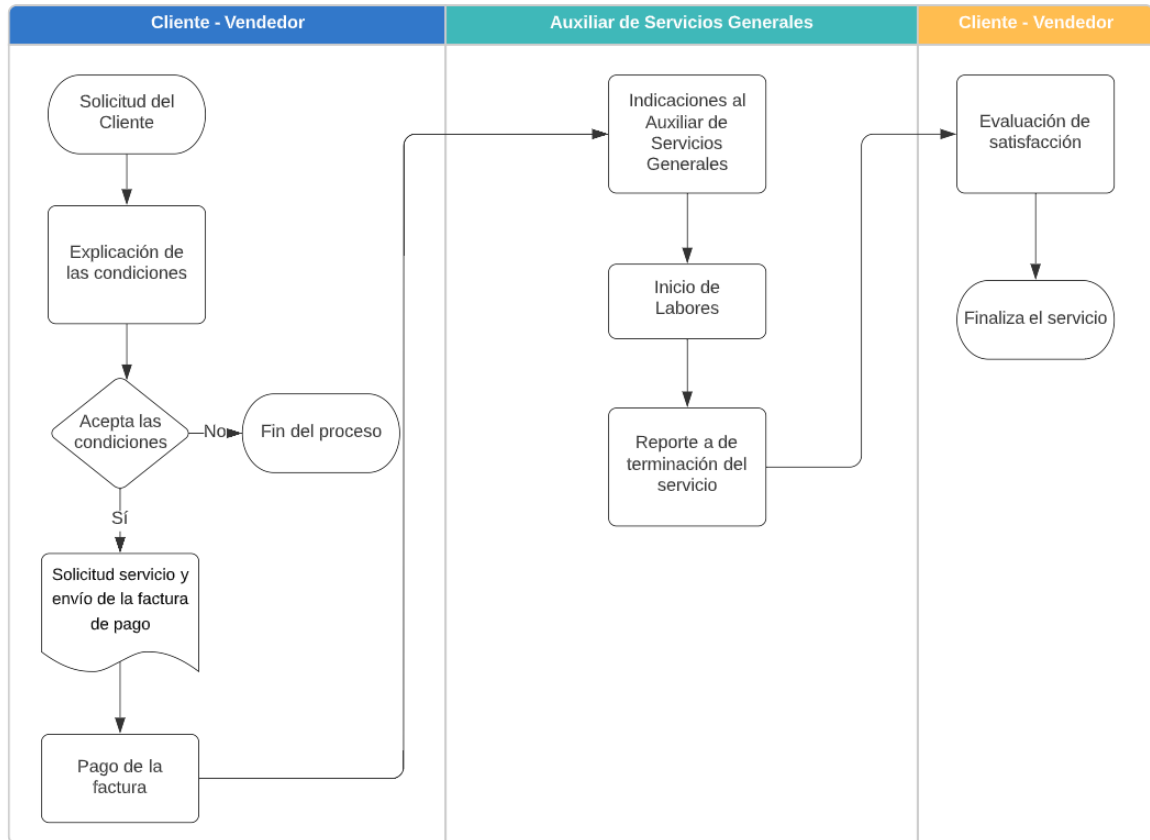 Cliente - Vendedor
Auxiliar de Servicios Generales
Cliente - Vendedor
Solicitud del
Cliente
Explicación de
las condiciones
Acepta las
condiciones
No
Fin del proceso
Sí
Solicitud servicio y
envío de la factura
de pago
Pago de la
factura
Indicaciones al
Auxiliar de
Servicios
Generales
Inicio de
Labores
Reporte a de
terminación del
servicio
Evaluación de
satisfacción
Finaliza el servicio